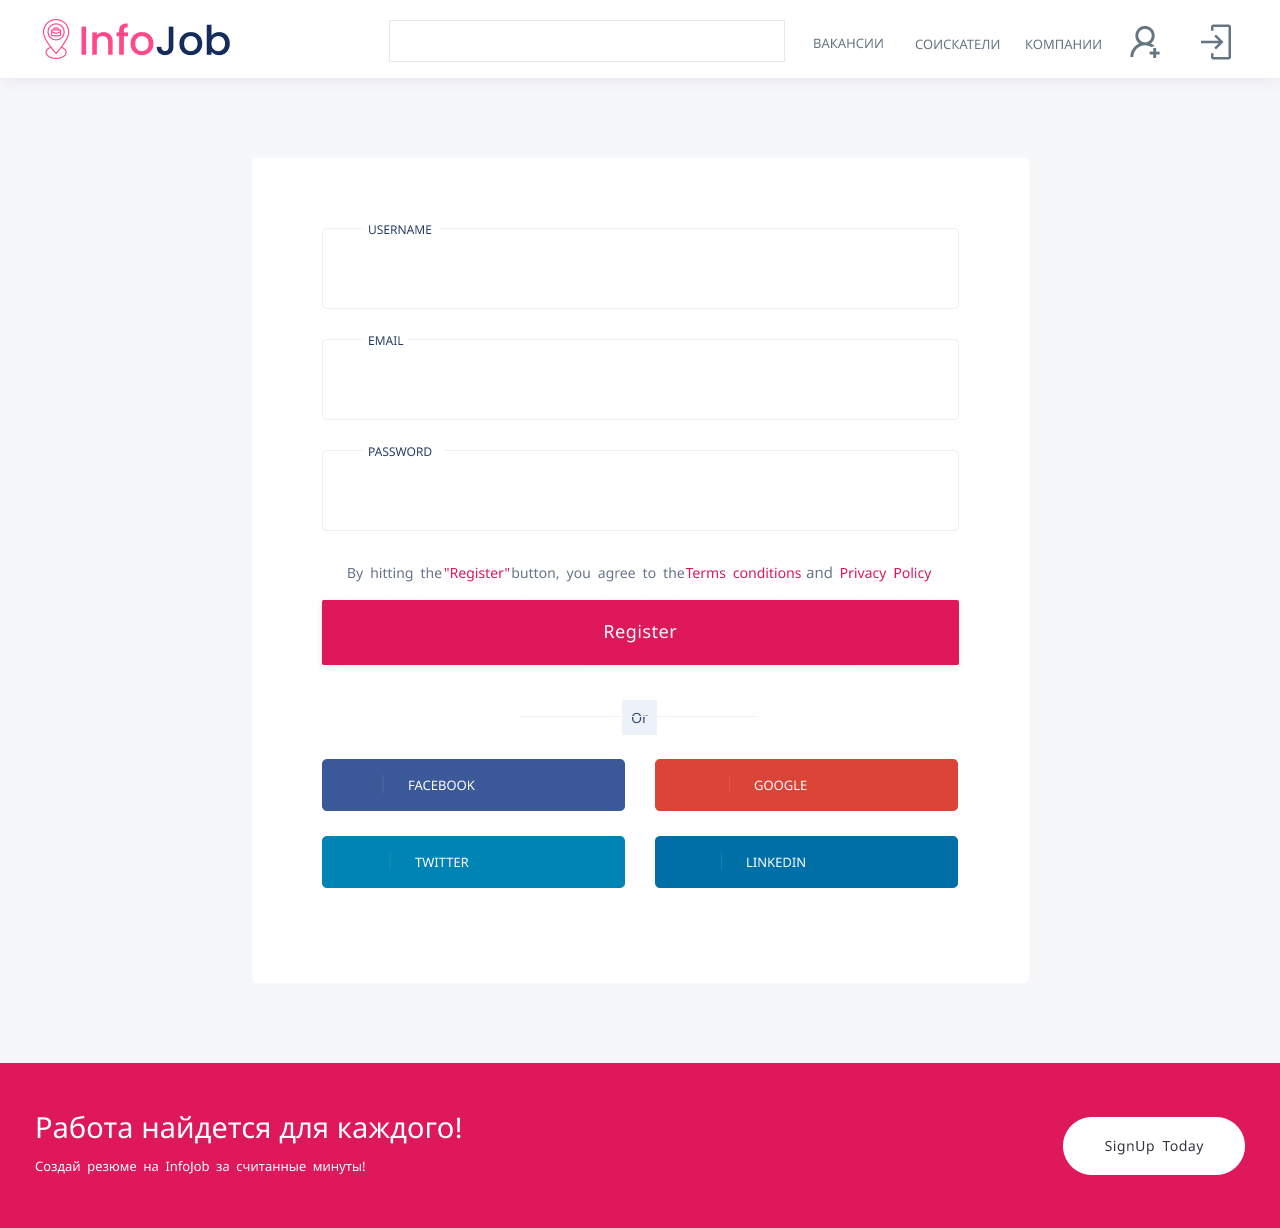 InfoJob
ВАКАНСИИ СОИСКАТЕЛИ КОМПАНИИ
USERNAME
EMAIL
PASSWORD
By hitting the "Register" button, you agree to the Terms conditions and Privacy Policy
Register
Or
FACEBOOK
GOOGLE
TWITTER
LINKEDIN
Работа найдется для каждого!
Создай резюме на InfoJob за считанные минуты!
SignUp Today